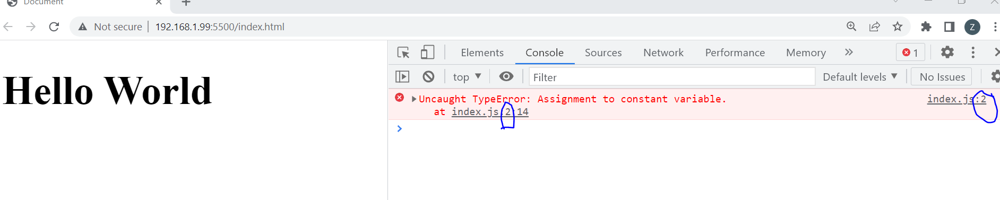 Document
Not secure
192.168.1.99:5500/index.html
Z
Elements
Console
Sources
Network
Performance
Memory
1
top
Filter
Default levels
No Issues
Uncaught TypeError: Assignment to constant variable.
index.js:2
at index.js:2:14
Hello World